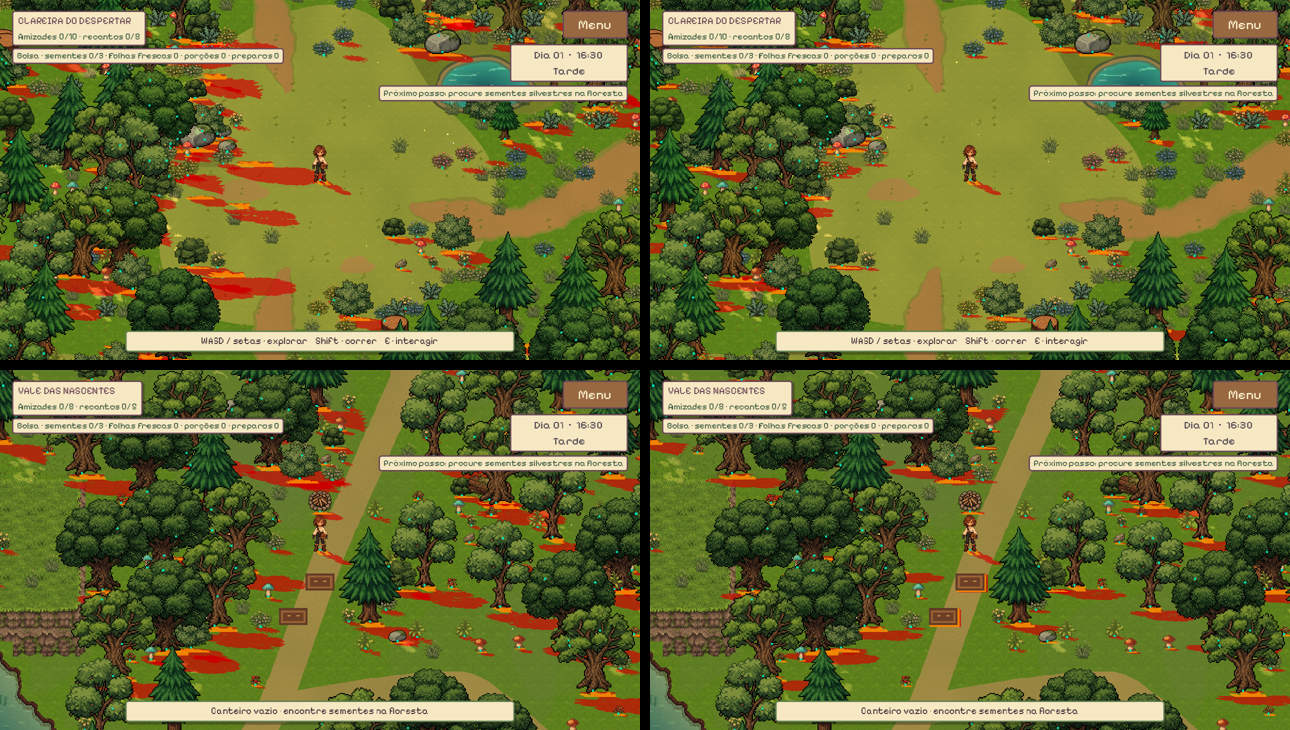 CLAREIRA DO DESPERTAR
Amizades 0/10 · recantos 0/8
Bolsa · sementes 0/3 · folhas frescas 0 · porções 0 · preparos 0
Menu
Dia 01 · 16:30
Tarde
Próximo passo: procure sementes silvestres na floresta
WASD / setas · explorar Shift · correr E · interagir
CLAREIRA DO DESPERTAR
Amizades 0/10 · recantos 0/8
Bolsa · sementes 0/3 · folhas frescas 0 · porções 0 · preparos 0
Menu
Dia 01 · 16:30
Tarde
Próximo passo: procure sementes silvestres na floresta
WASD / setas · explorar Shift · correr E · interagir
VALE DAS NASCENTES
Amizades 0/8 · recantos 0/5
Bolsa · sementes 0/3 · folhas frescas 0 · porções 0 · preparos 0
Menu
Dia 01 · 16:30
Tarde
Próximo passo: procure sementes silvestres na floresta
Canteiro vazio · encontre sementes na floresta
VALE DAS NASCENTES
Amizades 0/8 · recantos 0/5
Bolsa · sementes 0/3 · folhas frescas 0 · porções 0 · preparos 0
Menu
Dia 01 · 16:30
Tarde
Próximo passo: procure sementes silvestres na floresta
Canteiro vazio · encontre sementes na floresta